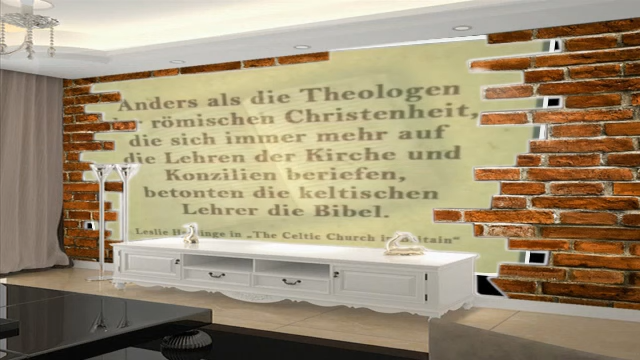 Anders als die Theologen
römischen Christenheit,
die sich immer mehr auf
die Lehren der Kirche und
Konzilien beriefen,
betonten die keltischen
Lehrer die Bibel.
Leslie in „The Celtic Church in